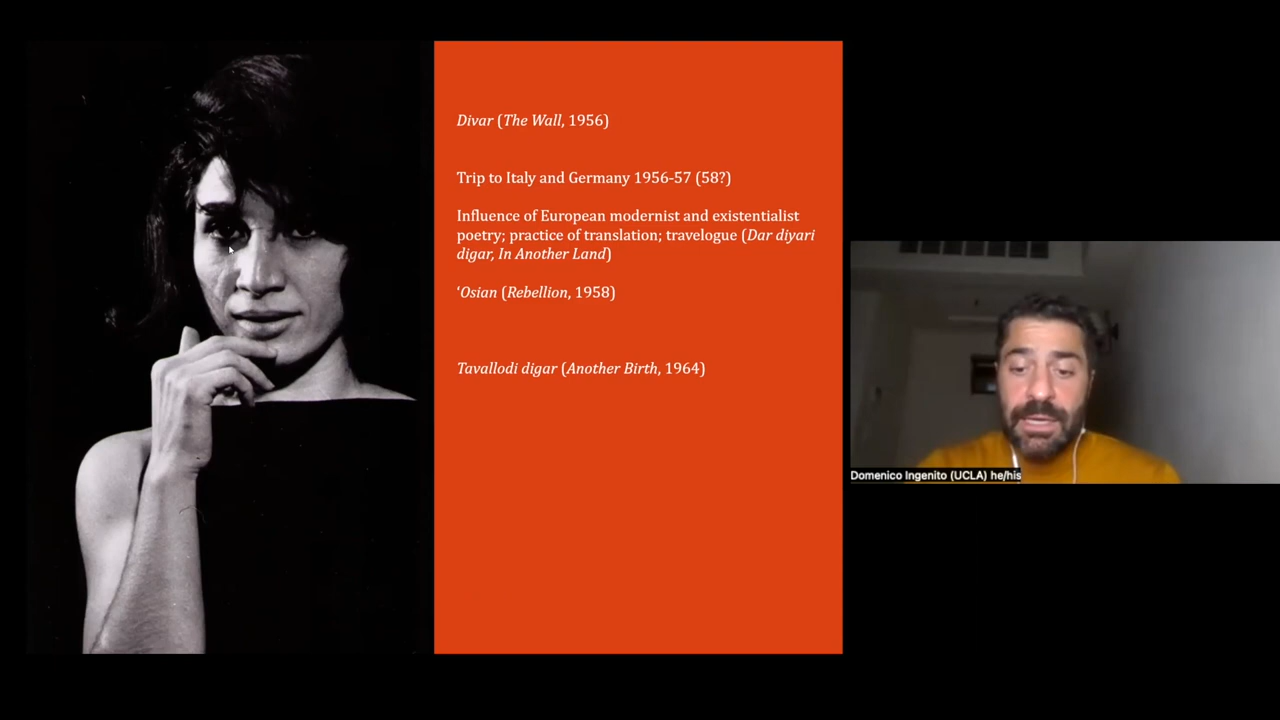 Divar (The Wall, 1956)
Trip to Italy and Germany 1956-57 (58?)
Influence of European modernist and existentialist
poetry; practice of translation; travelogue (Dar diyari
digar, In Another Land)
‘Osian (Rebellion, 1958)
Tavallodi digar (Another Birth, 1964)
Domenico Ingenito (UCLA) he/his